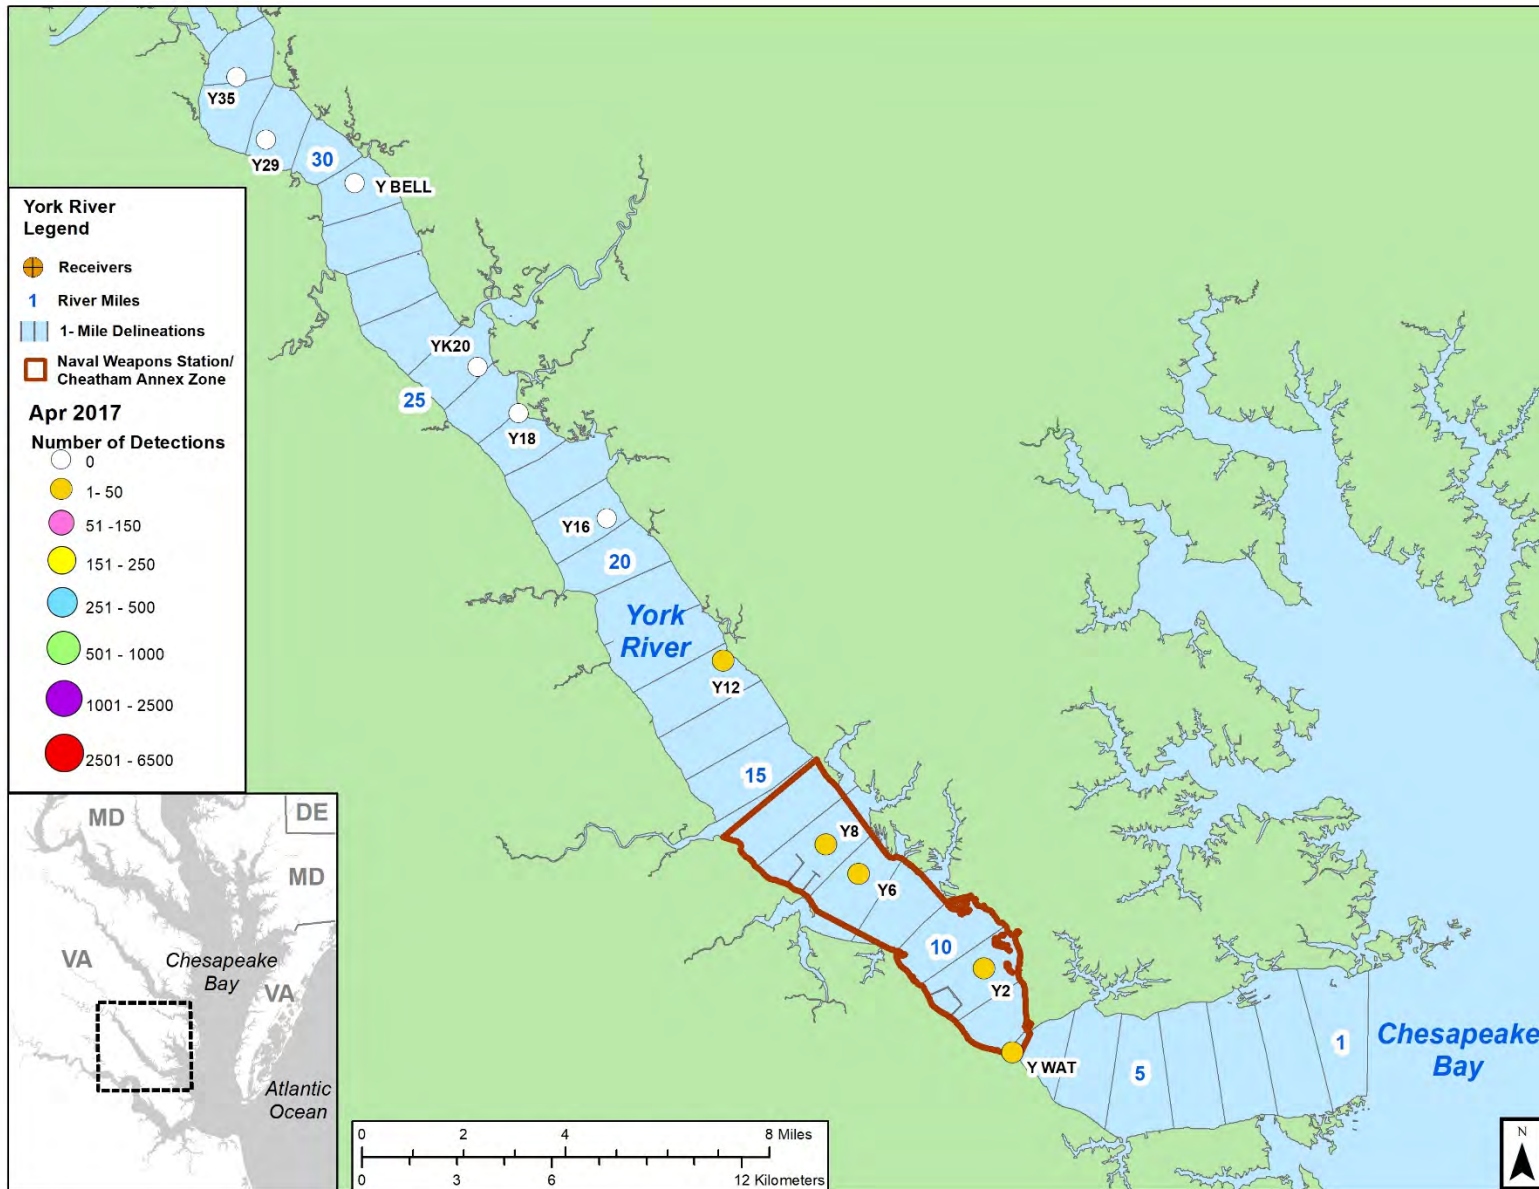 Y35
Y29
30
Y BELL
YK20
25
Y18
Y16
20
York
River
Y12
15
Y8
Y6
10
Y2
Y WAT
5
1
Chesapeake
Bay
York River
Legend
Receivers
1 River Miles
1- Mile Delineations
Naval Weapons Station/
Cheatham Annex Zone
Apr 2017
Number of Detections
0
1- 50
51 -150
151 - 250
251 - 500
501 - 1000
1001 - 2500
2501 - 6500
MD
DE
MD
VA
Chesapeake
Bay
VA
Atlantic
Ocean
0 2 4 8 Miles
0 3 6 12 Kilometers
N